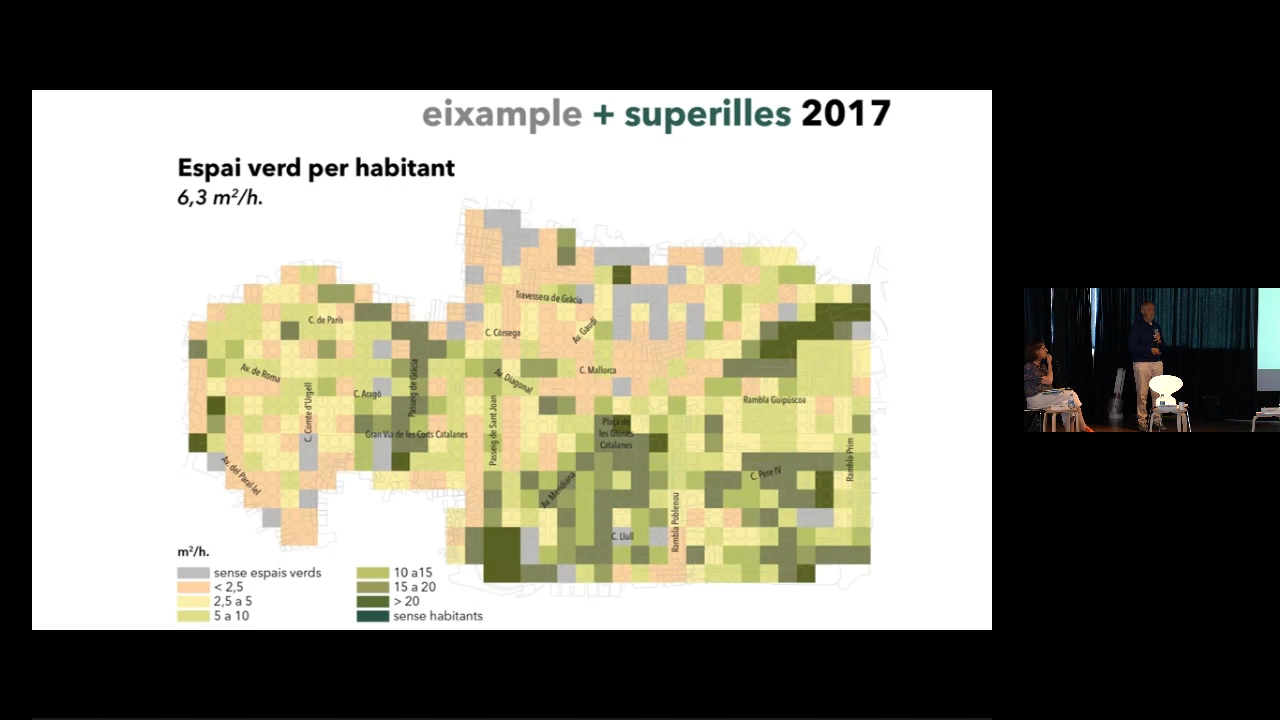 eixample + superilles 2017
Espai verd per habitant
6,3 m²/h.
Travessera de Gràcia
C. de París
C. Còrsega
Av. Gaudí
Av. de Roma
C. Mallorca
Av. Diagonal
C. Aragó
Passeig de Gràcia
Rambla Guipúscoa
C. Comte d'Urgell
Passeig de Sant Joan
Plaça de
les Glòries
Catalanes
Gran Via de les Corts Catalanes
Rambla Prim
Av. del Paral·lel
Av. Meridiana
C. Pere IV
Rambla Poblenou
C. Llull
m²/h.
sense espais verds
< 2,5
2,5 a 5
5 a 10
10 a15
15 a 20
> 20
sense habitants